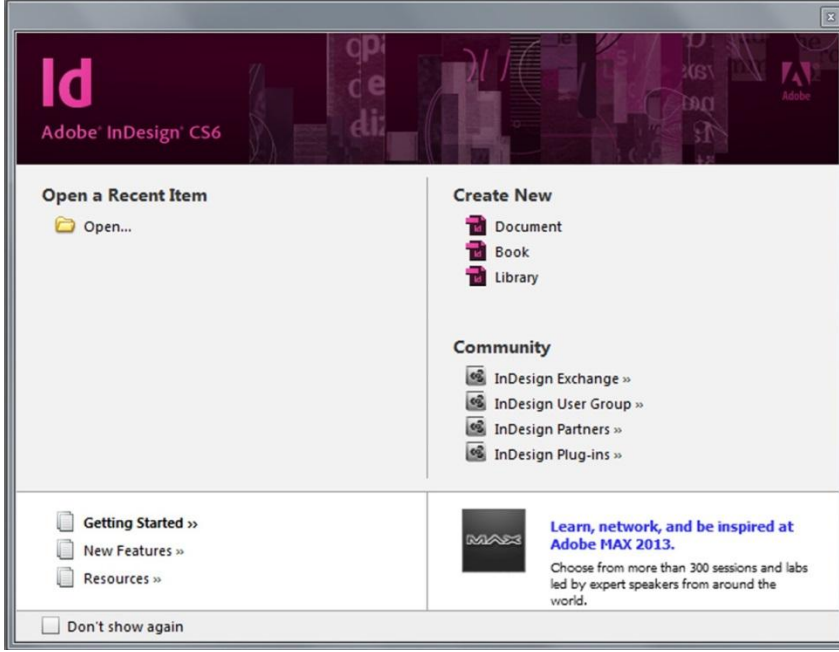 Id
Adobe® InDesign® CS6
Adobe
Open a Recent Item
Open...
Create New
Document
Book
Library
Community
InDesign Exchange »
InDesign User Group »
InDesign Partners »
InDesign Plug-ins »
Getting Started »
New Features »
Resources »
MAX
Learn, network, and be inspired at
Adobe MAX 2013.
Choose from more than 300 sessions and labs
led by expert speakers from around the
world.
Don't show again